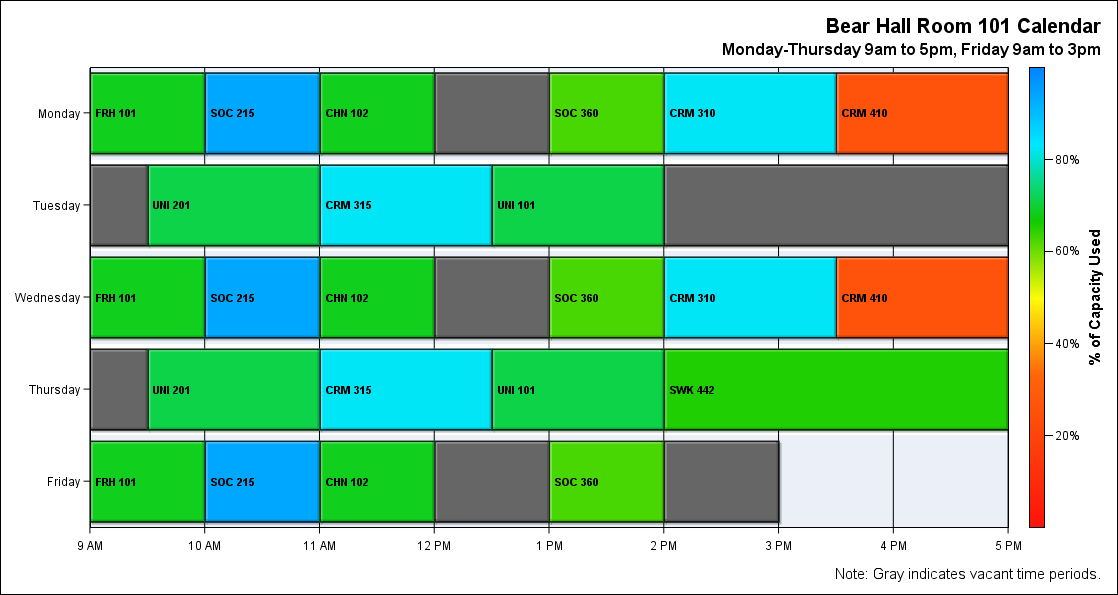 Bear Hall Room 101 Calendar
Monday-Thursday 9am to 5pm, Friday 9am to 3pm
Monday
FRH 101
SOC 215
CHN 102
SOC 360
CRM 310
CRM 410
Tuesday
UNI 201
CRM 315
UNI 101
Wednesday
FRH 101
SOC 215
CHN 102
SOC 360
CRM 310
CRM 410
Thursday
UNI 201
CRM 315
UNI 101
SWK 442
Friday
FRH 101
SOC 215
CHN 102
SOC 360
9 AM
10 AM
11 AM
12 PM
1 PM
2 PM
3 PM
4 PM
5 PM
80%
60%
40%
20%
% of Capacity Used
Note: Gray indicates vacant time periods.